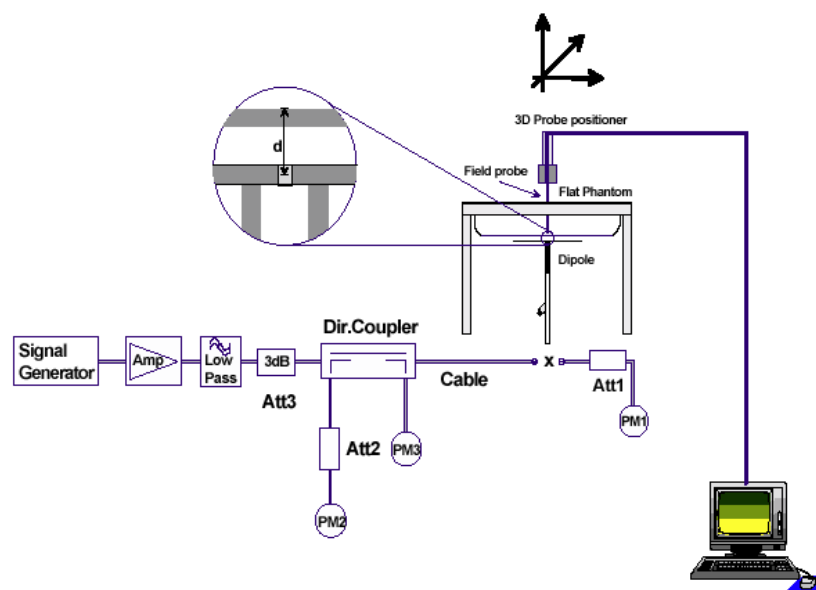 3D Probe positioner
d
Field probe
Flat Phantom
Dipole
Dir.Coupler
Signal
Generator
Amp
Low
Pass
3dB
Att3
Cable
x
Att1
PM1
Att2
PM3
PM2